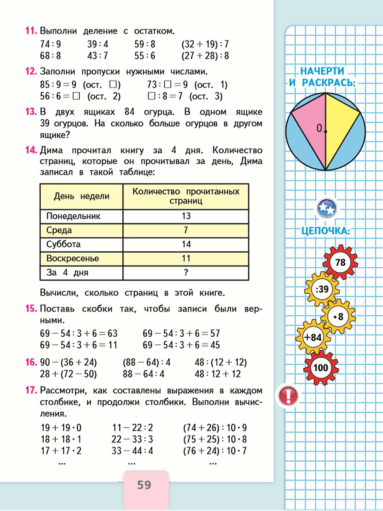 11. Выполни деление с остатком.
74 : 9   39 : 4   59 : 8   (32 + 19) : 7
68 : 8   43 : 7   55 : 6   (27 + 28) : 8
12. Заполни пропуски нужными числами.
85 : 9 = 9 (ост. □)   73 : □ = 9 (ост. 1)
56 : 6 = □ (ост. 2)   □ : 8 = 7 (ост. 3)
13. В двух ящиках 84 огурца. В одном ящике
39 огурцов. На сколько больше огурцов в другом
ящике?
14. Дима прочитал книгу за 4 дня. Количество
страниц, которые он прочитывал за день, Дима
записал в такой таблице:
День недели   Количество прочитанных
страниц
Понедельник   13
Среда   7
Суббота   14
Воскресенье   11
За 4 дня   ?
Вычисли, сколько страниц в этой книге.
15. Поставь скобки так, чтобы записи были вер-
ными.
69 − 54 : 3 + 6 = 63   69 − 54 : 3 + 6 = 57
69 − 54 : 3 + 6 = 11   69 − 54 : 3 + 6 = 45
16. 90 − (36 + 24)   (88 − 64) : 4   48 : (12 + 12)
28 + (72 − 50)   88 − 64 : 4   48 : 12 + 12
17. Рассмотри, как составлены выражения в каждом
столбике, и продолжи столбики. Выполни вычис-
ления.
19 + 19 · 0   11 − 22 : 2   (74 + 26) : 10 · 9
18 + 18 · 1   22 − 33 : 3   (75 + 25) : 10 · 8
17 + 17 · 2   33 − 44 : 4   (76 + 24) : 10 · 7
...   ...   ...
59
НАЧЕРТИ
И РАСКРАСЬ:
О
ЦЕПОЧКА:
78
:39
·8
+84
100
!